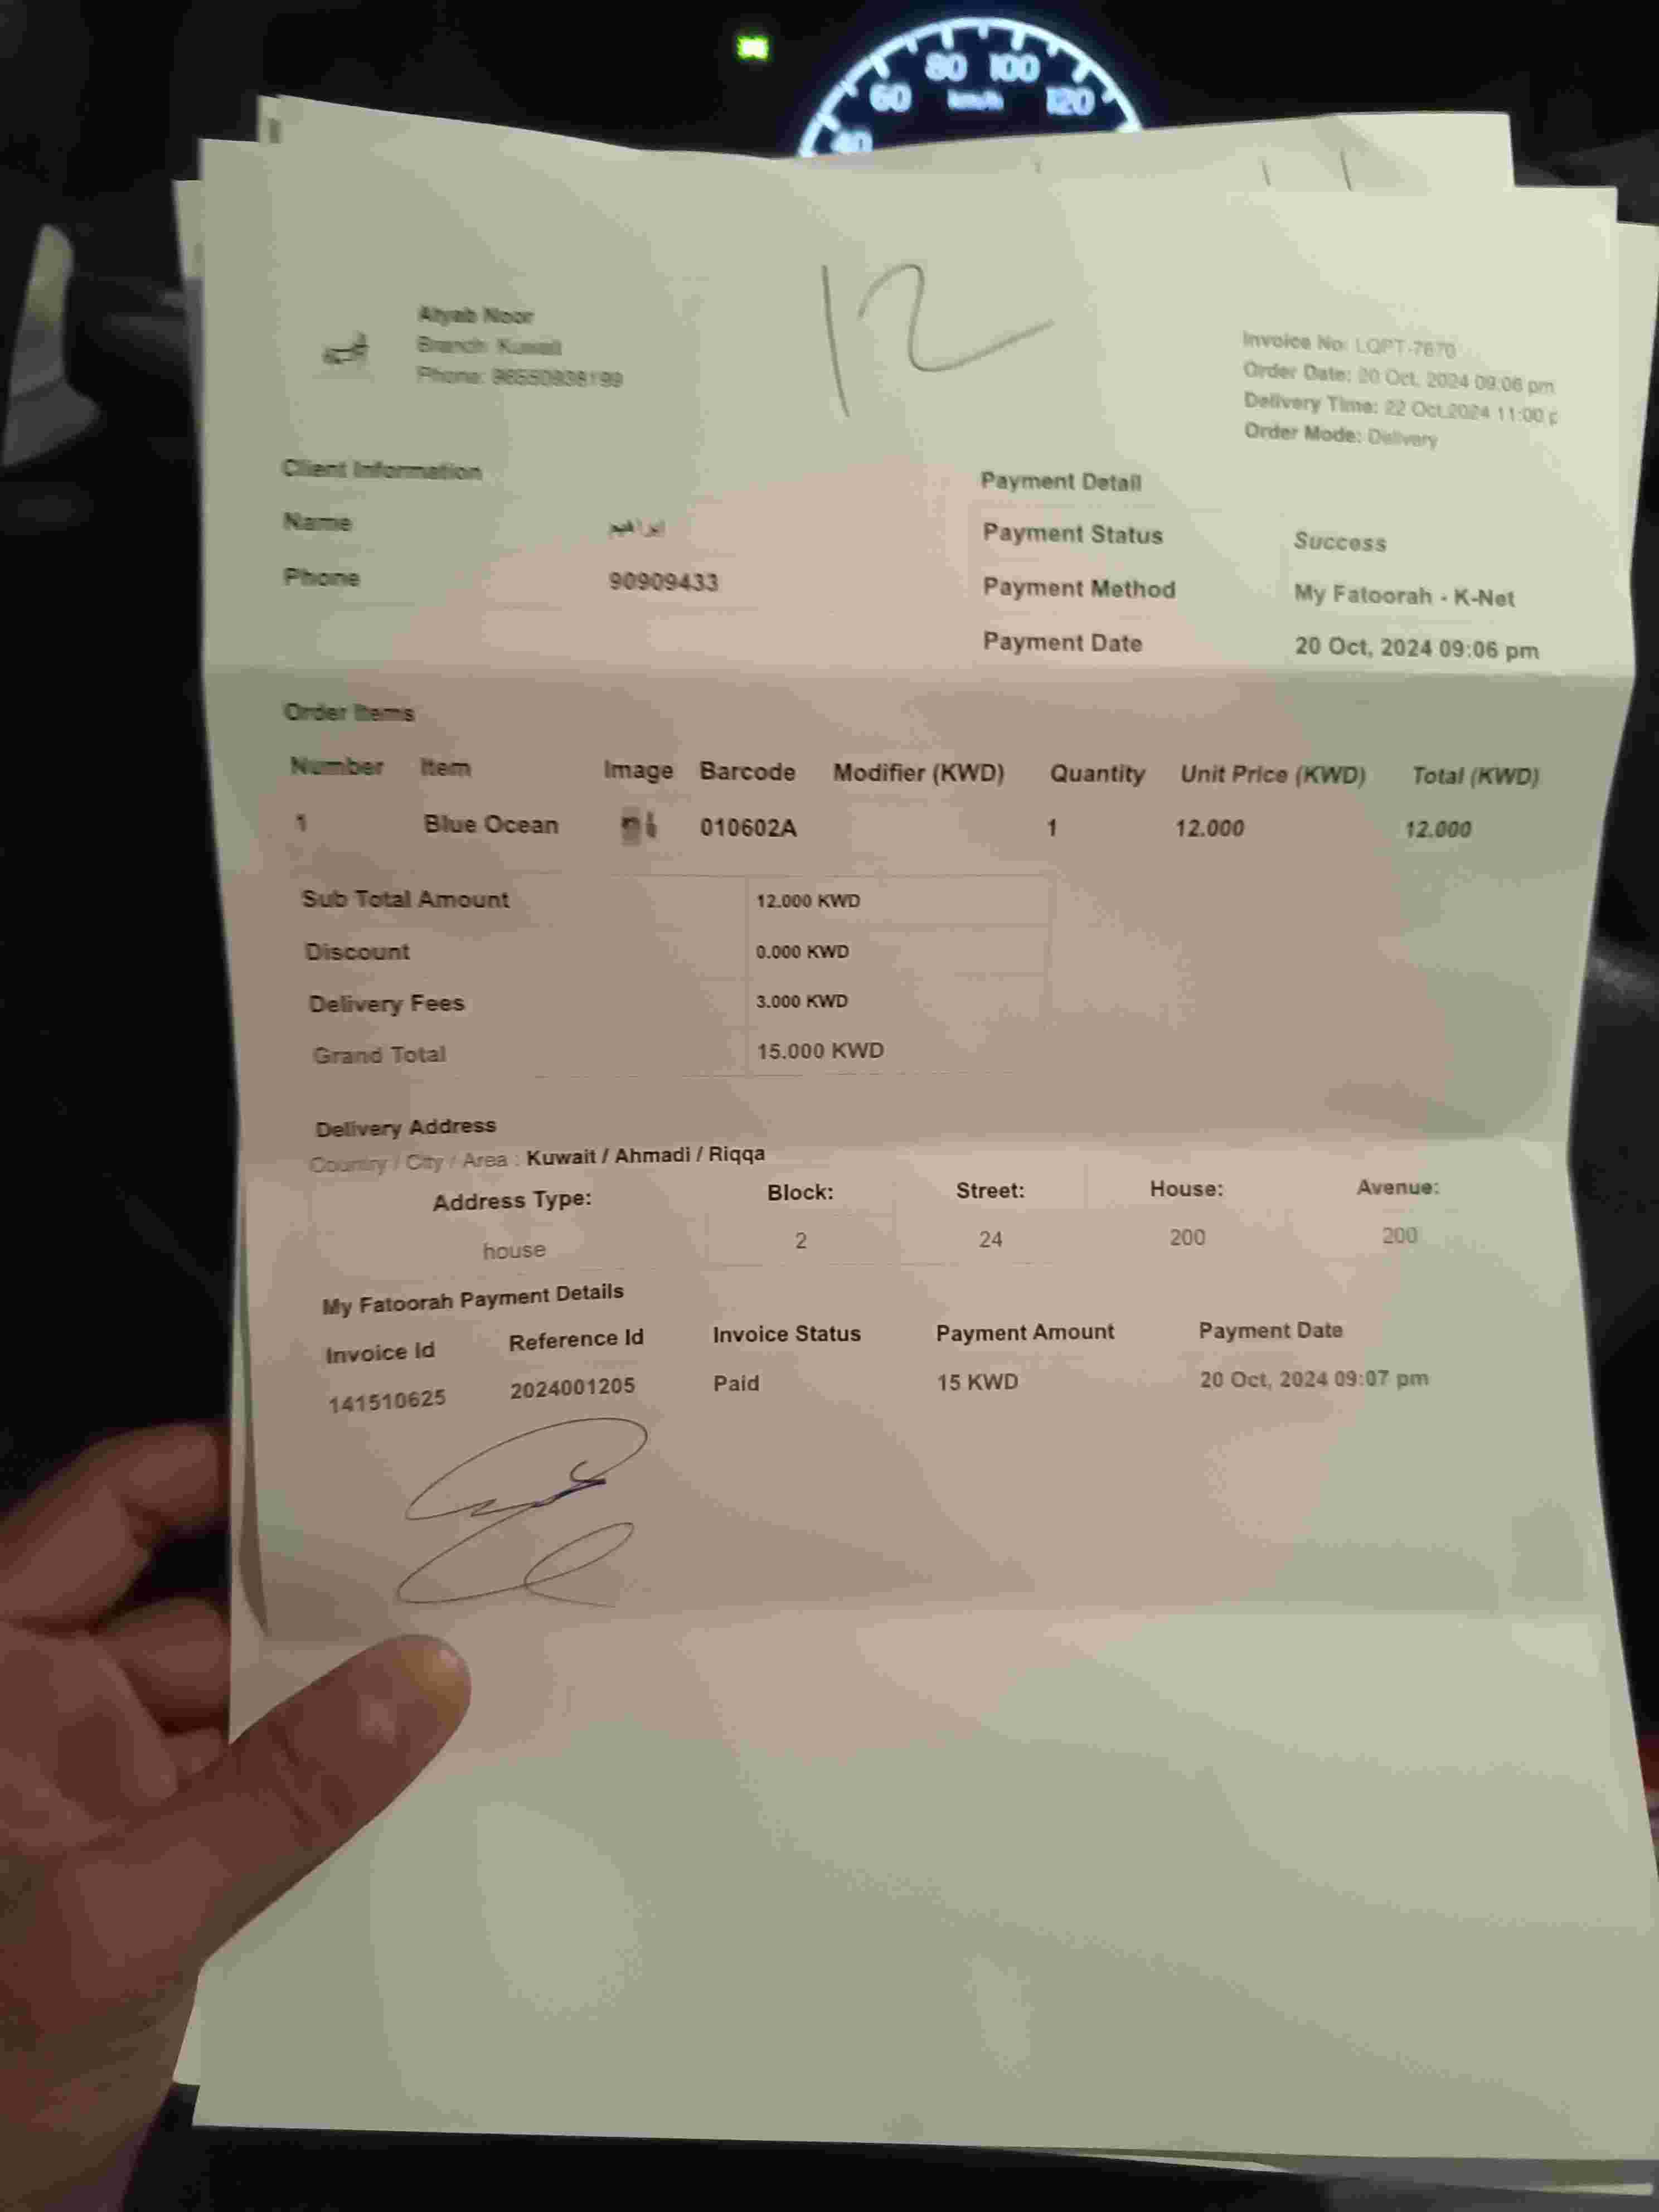 80 100
60 km/h 120
40
12
Atyab Noor
Branch: Kuwait
Phone: 96550938199
Invoice No: LQPT-7670
Order Date: 20 Oct, 2024 09:06 pm
Delivery Time: 22 Oct,2024 11:00 p
Order Mode: Delivery
Client Information
Name ابراهيم
Phone 90909433
Payment Detail
Payment Status Success
Payment Method My Fatoorah - K-Net
Payment Date 20 Oct, 2024 09:06 pm
Order Items
Number Item Image Barcode Modifier (KWD) Quantity Unit Price (KWD) Total (KWD)
1 Blue Ocean 010602A 1 12.000 12.000
Sub Total Amount 12.000 KWD
Discount 0.000 KWD
Delivery Fees 3.000 KWD
Grand Total 15.000 KWD
Delivery Address
Country / City / Area : Kuwait / Ahmadi / Riqqa
Address Type: Block: Street: House: Avenue:
house 2 24 200 200
My Fatoorah Payment Details
Invoice Id Reference Id Invoice Status Payment Amount Payment Date
141510625 2024001205 Paid 15 KWD 20 Oct, 2024 09:07 pm